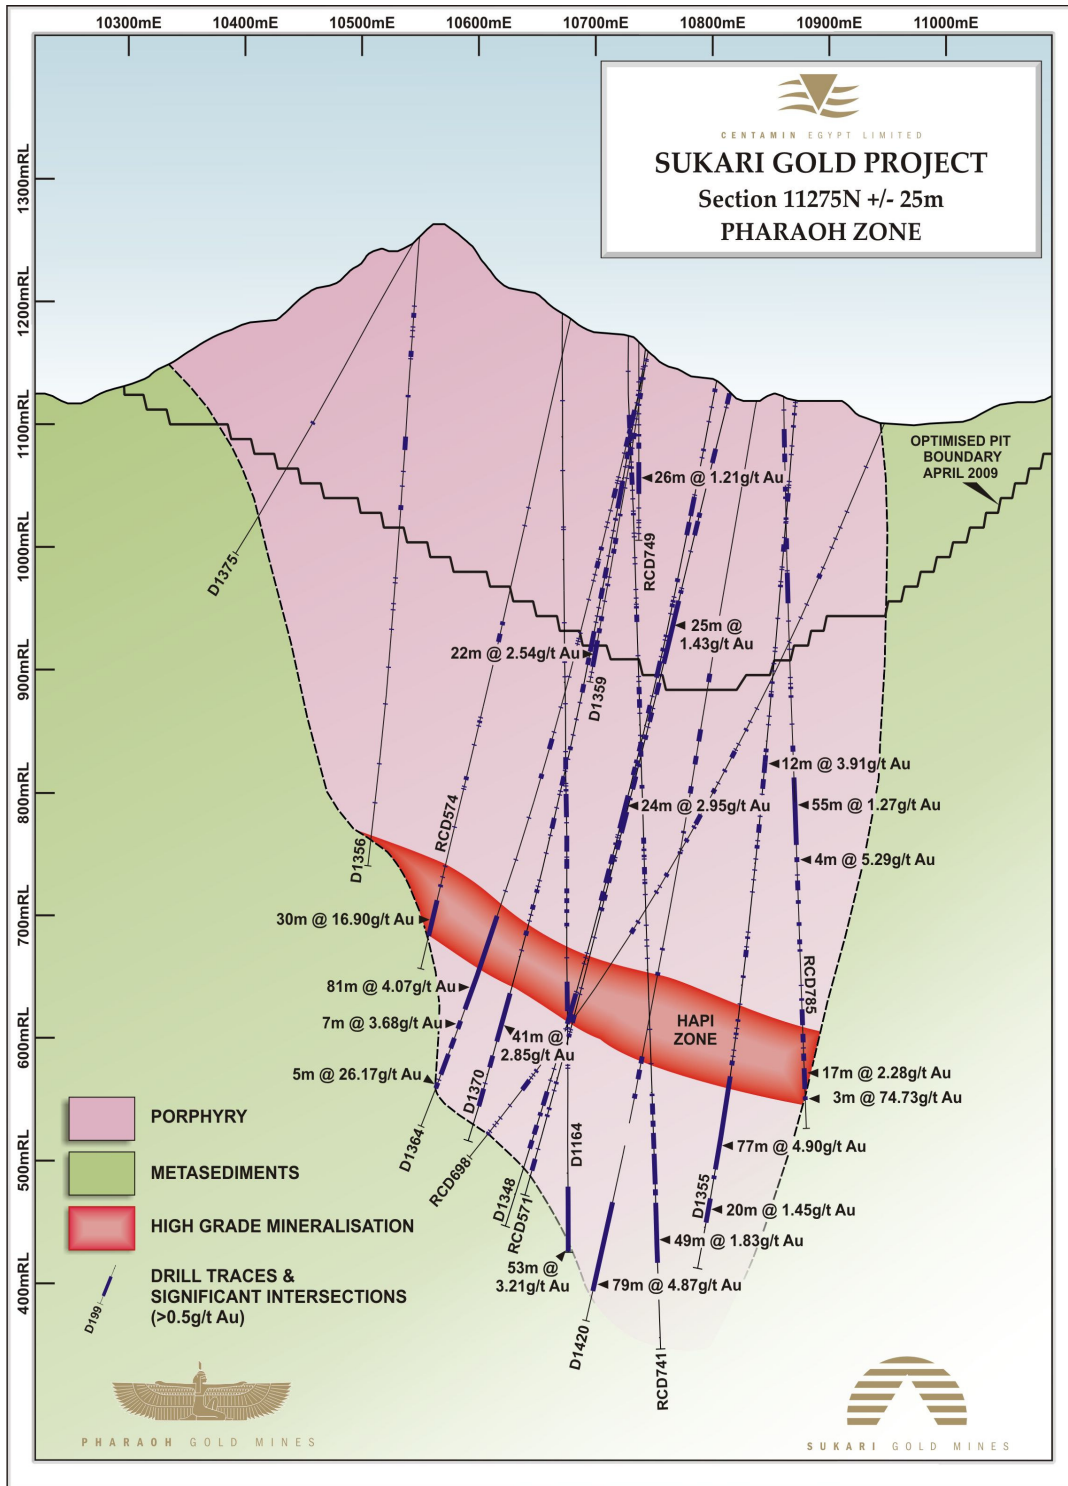 10300mE 10400mE 10500mE 10600mE 10700mE 10800mE 10900mE 11000mE
CENTAMIN EGYPT LIMITED
SUKARI GOLD PROJECT
Section 11275N +/- 25m
PHARAOH ZONE
1300mRL
1200mRL
1100mRL
1000mRL
900mRL
800mRL
700mRL
600mRL
500mRL
400mRL
OPTIMISED PIT
BOUNDARY
APRIL 2009
26m @ 1.21g/t Au
RCD749
D1375
25m @
1.43g/t Au
22m @ 2.54g/t Au
D1359
12m @ 3.91g/t Au
24m @ 2.95g/t Au
55m @ 1.27g/t Au
RCD574
D1356
4m @ 5.29g/t Au
30m @ 16.90g/t Au
81m @ 4.07g/t Au
RCD785
7m @ 3.68g/t Au
HAPI
ZONE
41m @
2.85g/t Au
5m @ 26.17g/t Au
17m @ 2.28g/t Au
3m @ 74.73g/t Au
D1370
D1364
RCD698
D1164
77m @ 4.90g/t Au
D1348
RCD571
D1355
20m @ 1.45g/t Au
49m @ 1.83g/t Au
53m @
3.21g/t Au
79m @ 4.87g/t Au
D1420
RCD741
PORPHYRY
METASEDIMENTS
HIGH GRADE MINERALISATION
DRILL TRACES &
SIGNIFICANT INTERSECTIONS
(>0.5g/t Au)
D199
PHARAOH GOLD MINES
SUKARI GOLD MINES